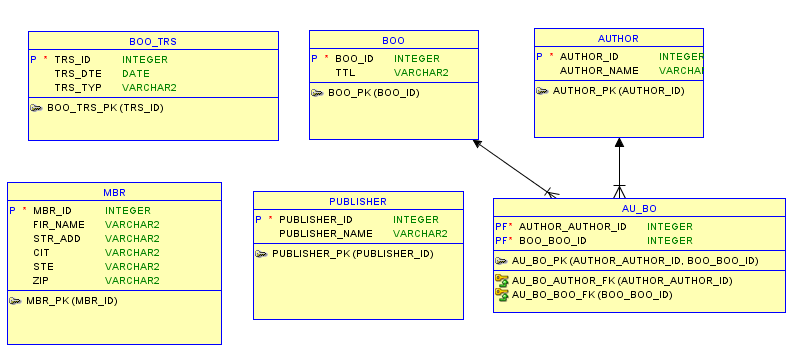 BOO_TRS
P * TRS_ID INTEGER
TRS_DTE DATE
TRS_TYP VARCHAR2
BOO_TRS_PK (TRS_ID)
BOO
P * BOO_ID INTEGER
TTL VARCHAR2
BOO_PK (BOO_ID)
AUTHOR
P * AUTHOR_ID INTEGER
AUTHOR_NAME VARCHA
AUTHOR_PK (AUTHOR_ID)
MBR
P * MBR_ID INTEGER
FIR_NAME VARCHAR2
STR_ADD VARCHAR2
CIT VARCHAR2
STE VARCHAR2
ZIP VARCHAR2
MBR_PK (MBR_ID)
PUBLISHER
P * PUBLISHER_ID INTEGER
PUBLISHER_NAME VARCHAR2
PUBLISHER_PK (PUBLISHER_ID)
AU_BO
PF* AUTHOR_AUTHOR_ID INTEGER
PF* BOO_BOO_ID INTEGER
AU_BO_PK (AUTHOR_AUTHOR_ID, BOO_BOO_ID)
AU_BO_AUTHOR_FK (AUTHOR_AUTHOR_ID)
AU_BO_BOO_FK (BOO_BOO_ID)